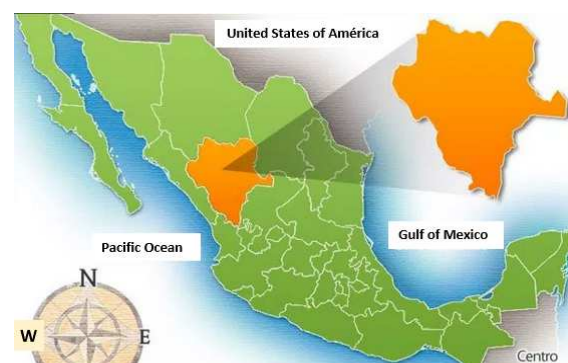 United States of América
Pacific Ocean
Gulf of Mexico
N
W
E
Centro